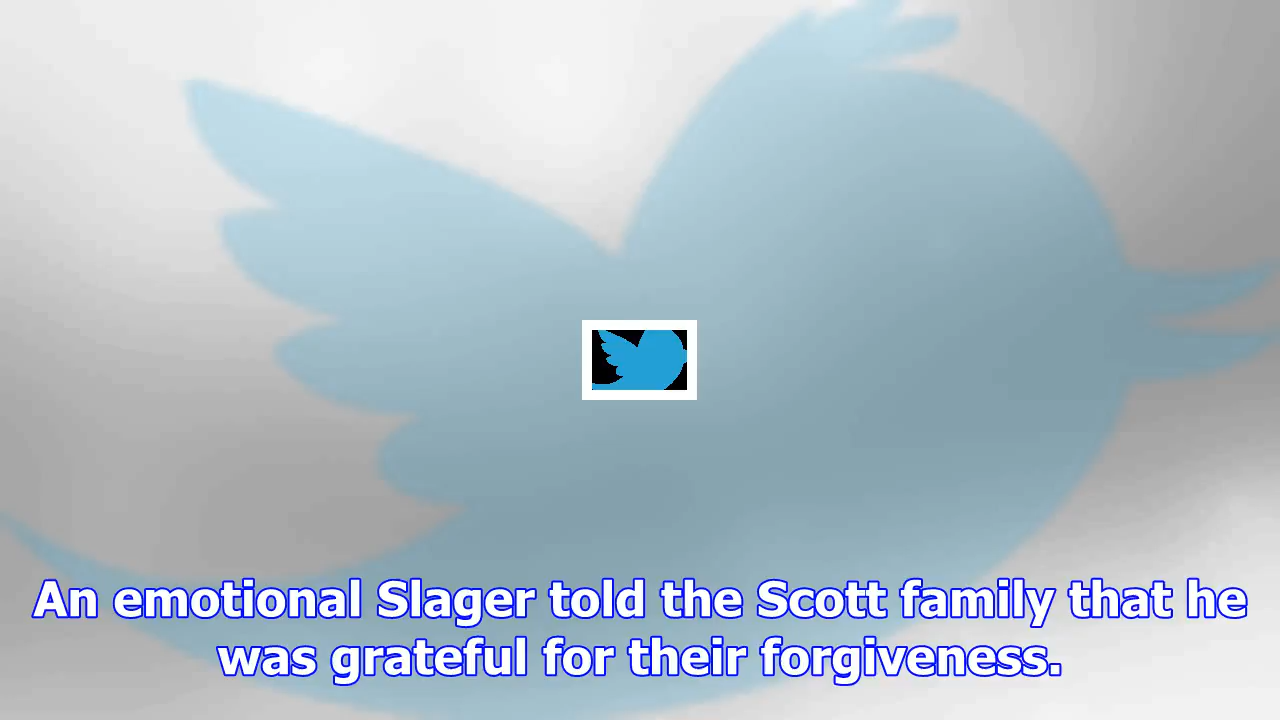 An emotional Slager told the Scott family that he
was grateful for their forgiveness.